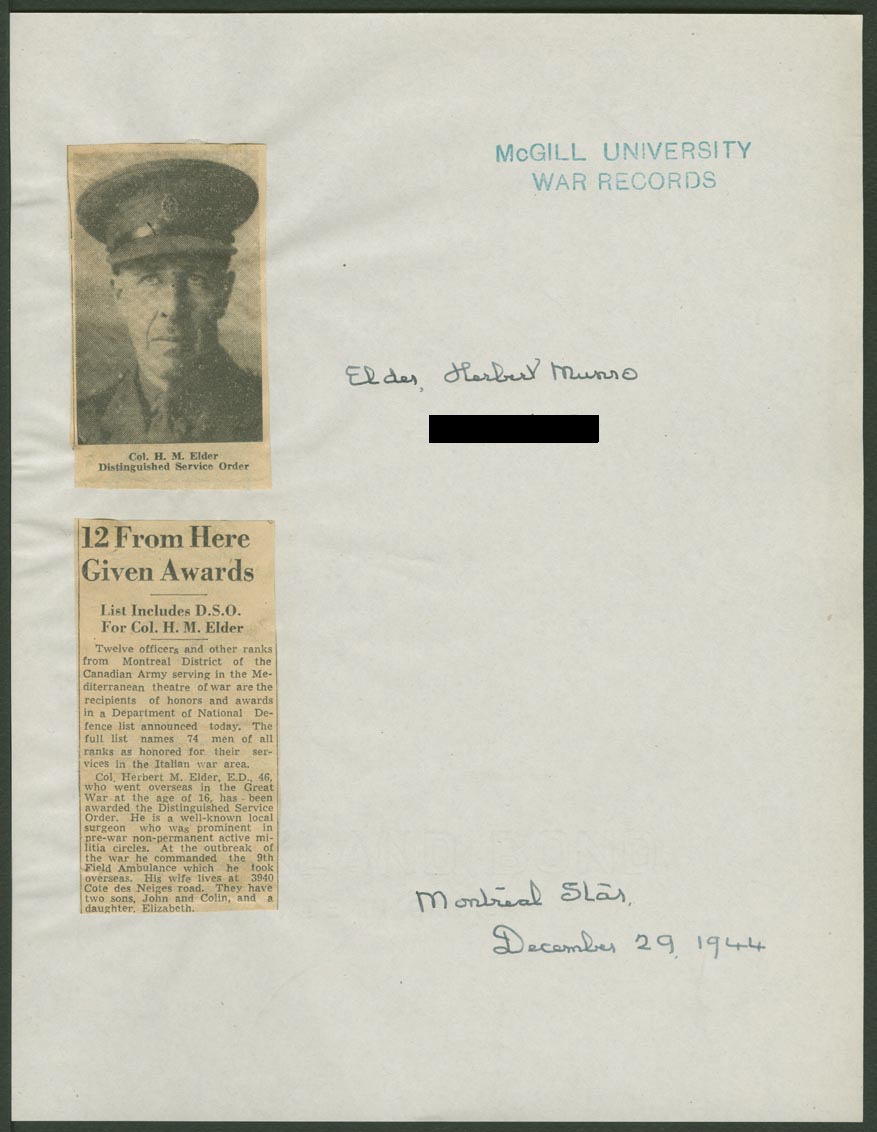 McGILL UNIVERSITY
WAR RECORDS
Elder, Herbert Munro
Col. H. M. Elder
Distinguished Service Order
12 From Here
Given Awards
List Includes D.S.O.
For Col. H. M. Elder
Twelve officers and other ranks
from Montreal District of the
Canadian Army serving in the Me-
diterranean theatre of war are the
recipients of honors and awards
in a Department of National De-
fence list announced today. The
full list names 74 men of all
ranks as honored for their ser-
vices in the Italian war area.
Col. Herbert M. Elder, E.D., 46,
who went overseas in the Great
War at the age of 16, has been
awarded the Distinguished Service
Order. He is a well-known local
surgeon who was prominent in
pre-war non-permanent active mi-
litia circles. At the outbreak of
the war he commanded the 9th
Field Ambulance which he took
overseas. His wife lives at 3940
Cote des Neiges road. They have
two sons, John and Colin, and a
daughter, Elizabeth.
Montreal Star,
December 29, 1944